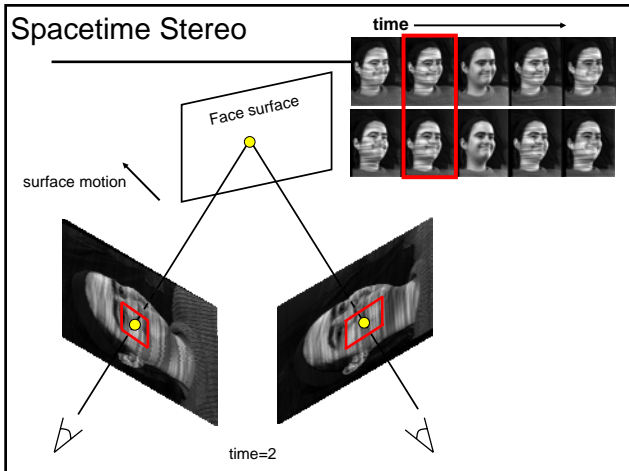 Spacetime Stereo
time
Face surface
surface motion
time=2